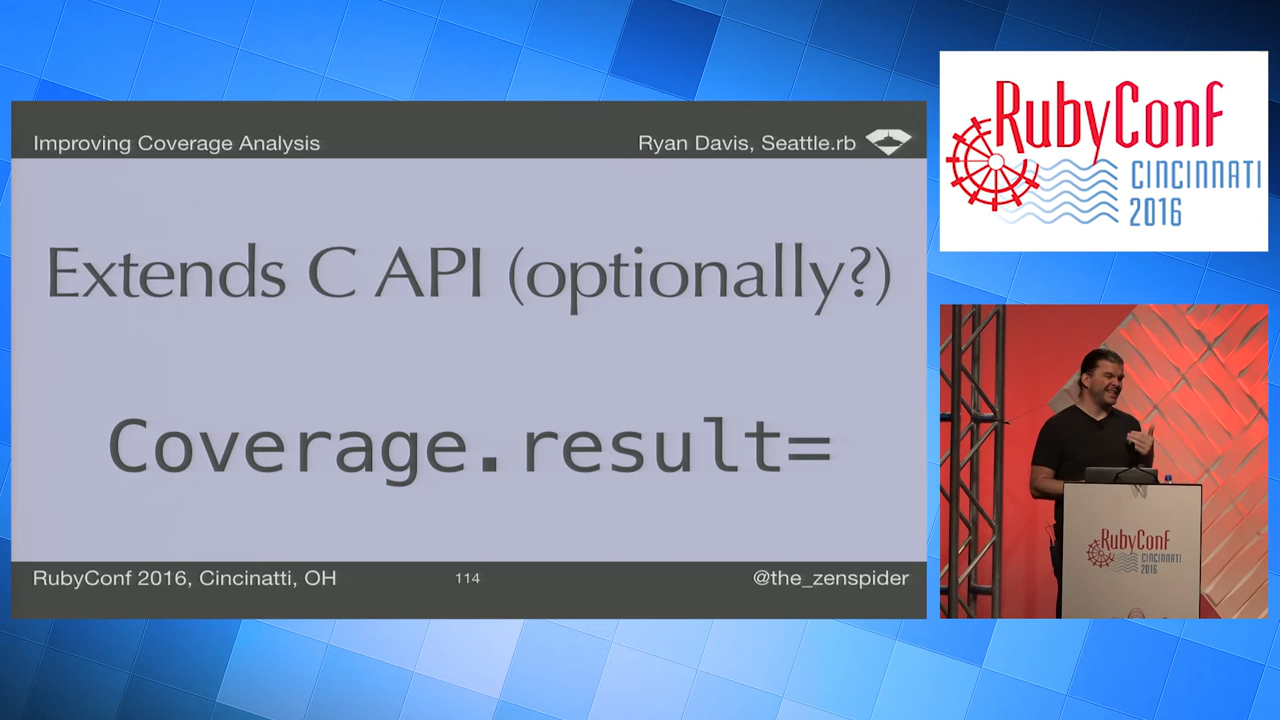 Improving Coverage Analysis
Ryan Davis, Seattle.rb
Extends C API (optionally?)
Coverage.result=
RubyConf 2016, Cincinatti, OH
114
@the_zenspider
RubyConf
CINCINNATI
2016
RubyConf
CINCINNATI
2016